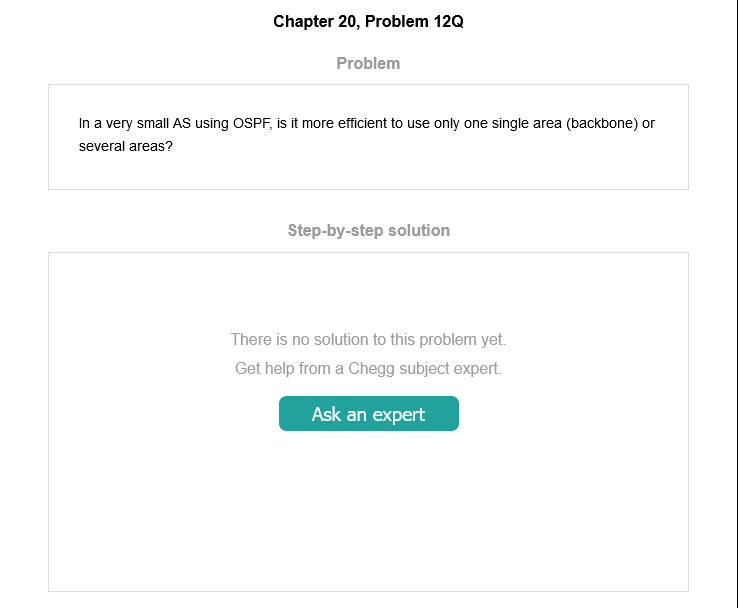 Chapter 20, Problem 12Q
Problem
In a very small AS using OSPF, is it more efficient to use only one single area (backbone) or
several areas?
Step-by-step solution
There is no solution to this problem yet.
Get help from a Chegg subject expert.
Ask an expert